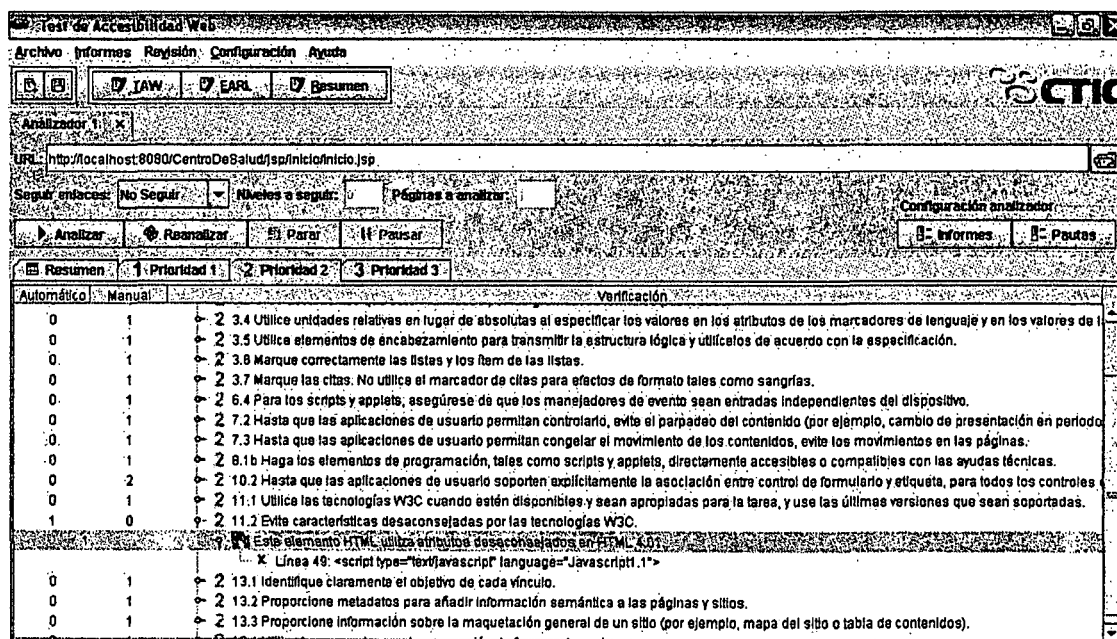 Test de Accesibilidad Web
Archivo Informes Revisión Configuración Ayuda
TAW EARL Resumen
CTIC
Analizador 1 x
URL: http://localhost:8080/CentroDeSalud/jsp/inicio/inicio.jsp
Seguir enlaces: No Seguir Niveles a seguir: Páginas a analizar:
Configuración analizador
Analizar Reanalizar Parar Pausar Informes Pautas
Resumen 1 Prioridad 1 2 Prioridad 2 3 Prioridad 3
Automático Manual Verificación
0 1 2 3.4 Utilice unidades relativas en lugar de absolutas al especificar los valores en los atributos de los marcadores de lenguaje y en los valores de
0 1 2 3.5 Utilice elementos de encabezamiento para transmitir la estructura lógica y utilícelos de acuerdo con la especificación.
0 1 2 3.6 Marque correctamente las listas y los ítem de las listas.
0 1 2 3.7 Marque las citas. No utilice el marcador de citas para efectos de formato tales como sangrías.
0 1 2 6.4 Para los scripts y applets, asegúrese de que los manejadores de evento sean entradas independientes del dispositivo.
0 1 2 7.2 Hasta que las aplicaciones de usuario permitan controlarlo, evite el parpadeo del contenido (por ejemplo, cambio de presentación en periodo
0 1 2 7.3 Hasta que las aplicaciones de usuario permitan congelar el movimiento de los contenidos, evite los movimientos en las páginas.
0 1 2 8.1b Haga los elementos de programación, tales como scripts y applets, directamente accesibles o compatibles con las ayudas técnicas.
0 2 2 10.2 Hasta que las aplicaciones de usuario soporten explícitamente la asociación entre control de formulario y etiqueta, para todos los controles
0 1 2 11.1 Utilice las tecnologías W3C cuando estén disponibles y sean apropiadas para la tarea, y use las últimas versiones que sean soportadas.
1 0 2 11.2 Evite características desaconsejadas por las tecnologías W3C.
Este elemento HTML utiliza atributos desaconsejados en HTML 4.01
X Línea 49: <script type="text/javascript" language="Javascript1.1">
0 1 2 13.1 Identifique claramente el objetivo de cada vínculo.
0 1 2 13.2 Proporcione metadatos para añadir información semántica a las páginas y sitios.
0 1 2 13.3 Proporcione información sobre la maquetación general de un sitio (por ejemplo, mapa del sitio o tabla de contenidos).